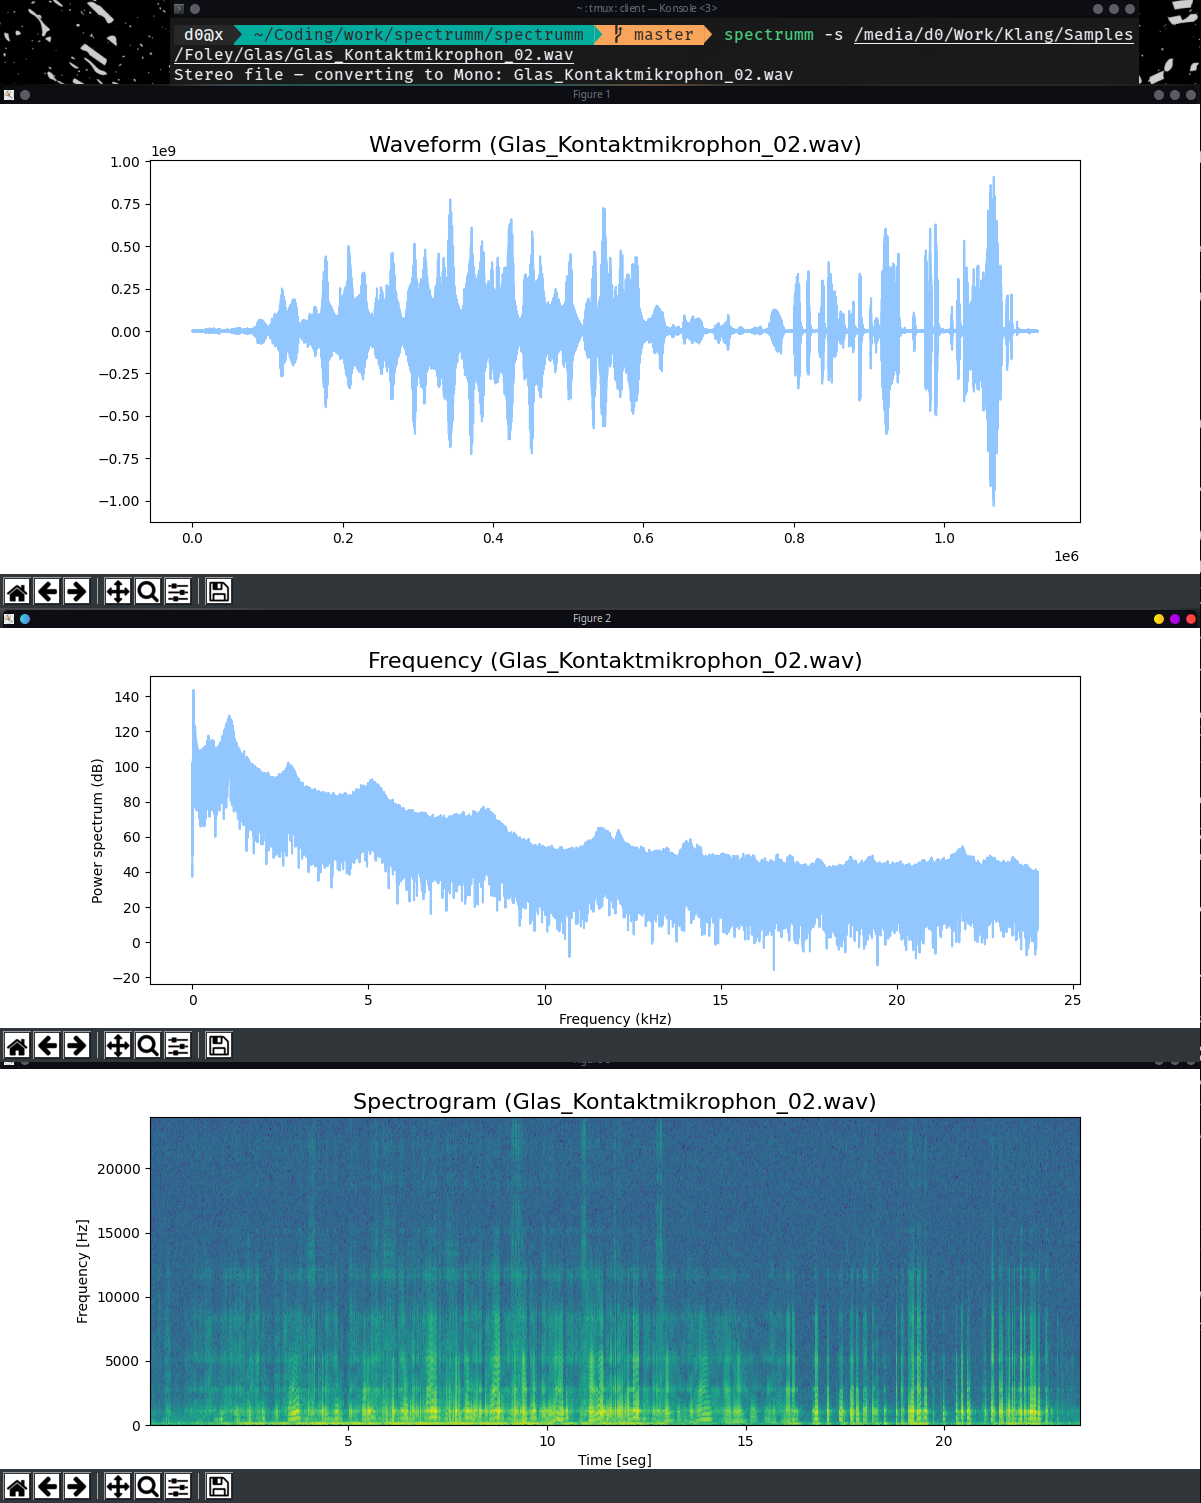 ~ : tmux: client — Konsole <3>
d0@x ~/Coding/work/spectrumm/spectrumm master spectrumm -s /media/d0/Work/Klang/Samples
/Foley/Glas/Glas_Kontaktmikrophon_02.wav
Stereo file – converting to Mono: Glas_Kontaktmikrophon_02.wav
Figure 1
Waveform (Glas_Kontaktmikrophon_02.wav)
1e9
1.00
0.75
0.50
0.25
0.00
−0.25
−0.50
−0.75
−1.00
0.0 0.2 0.4 0.6 0.8 1.0
1e6
Figure 2
Frequency (Glas_Kontaktmikrophon_02.wav)
Power spectrum (dB)
140
120
100
80
60
40
20
0
−20
0 5 10 15 20 25
Frequency (kHz)
Spectrogram (Glas_Kontaktmikrophon_02.wav)
Frequency [Hz]
20000
15000
10000
5000
0
5 10 15 20
Time [seg]